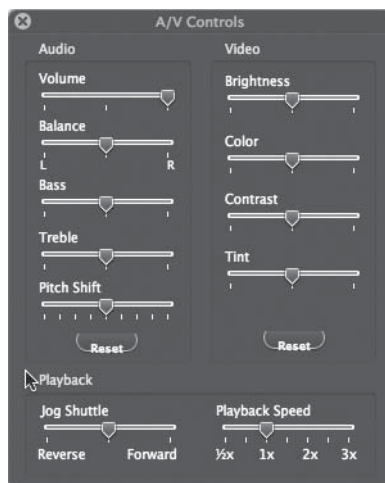 A/V Controls
Audio
Volume
Balance
L R
Bass
Treble
Pitch Shift
Reset
Video
Brightness
Color
Contrast
Tint
Reset
Playback
Jog Shuttle
Reverse Forward
Playback Speed
½x 1x 2x 3x